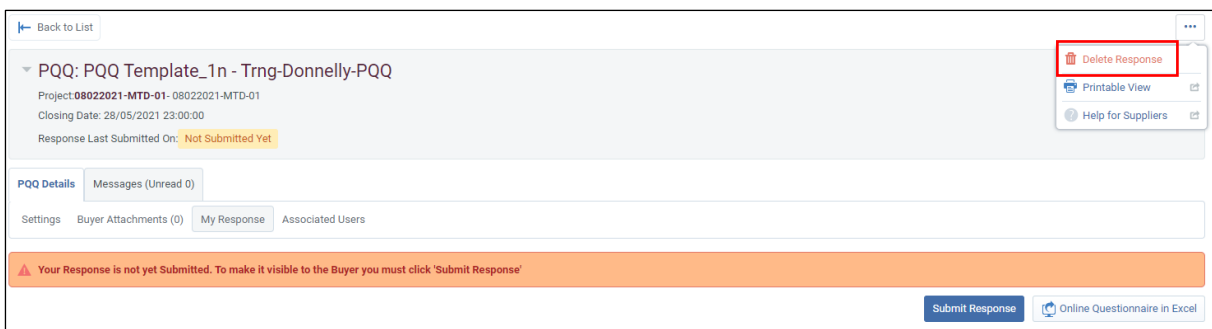 Back to List
...
PQQ: PQQ Template_1n - Trng-Donnelly-PQQ
Project:08022021-MTD-01- 08022021-MTD-01
Closing Date: 28/05/2021 23:00:00
Response Last Submitted On: Not Submitted Yet
Delete Response
Printable View
Help for Suppliers
PQQ Details Messages (Unread 0)
Settings Buyer Attachments (0) My Response Associated Users
Your Response is not yet Submitted. To make it visible to the Buyer you must click 'Submit Response'
Submit Response Online Questionnaire in Excel